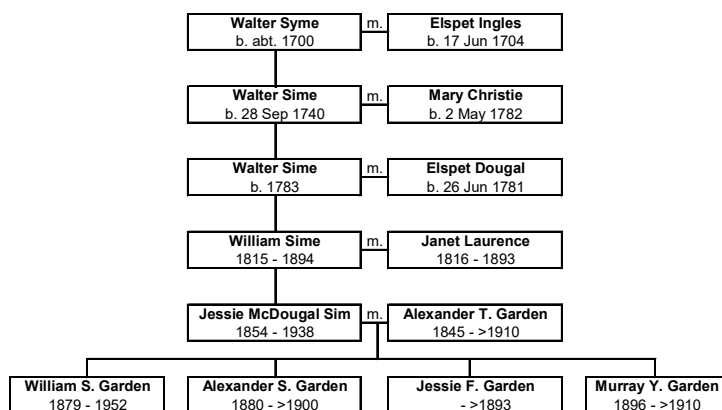 Walter Syme m. Elspet Ingles
b. abt. 1700 b. 17 Jun 1704
Walter Sime m. Mary Christie
b. 28 Sep 1740 b. 2 May 1782
Walter Sime m. Elspet Dougal
b. 1783 b. 26 Jun 1781
William Sime m. Janet Laurence
1815 - 1894 1816 - 1893
Jessie McDougal Sim m. Alexander T. Garden
1854 - 1938 1845 - >1910
William S. Garden Alexander S. Garden Jessie F. Garden Murray Y. Garden
1879 - 1952 1880 - >1900 - >1893 1896 - >1910